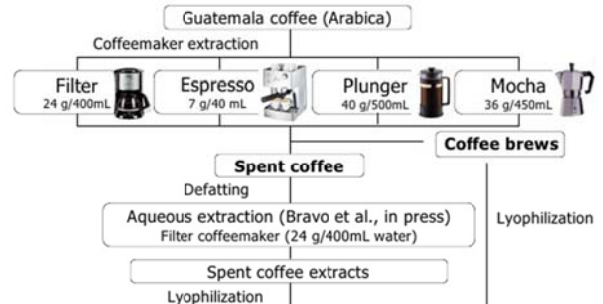 Guatemala coffee (Arabica)
Coffeemaker extraction
Filter
24 g/400mL
Espresso
7 g/40 mL
Plunger
40 g/500mL
Mocha
36 g/450mL
Coffee brews
Spent coffee
Defatting
Aqueous extraction (Bravo et al., in press)
Filter coffeemaker (24 g/400mL water)
Lyophilization
Spent coffee extracts
Lyophilization